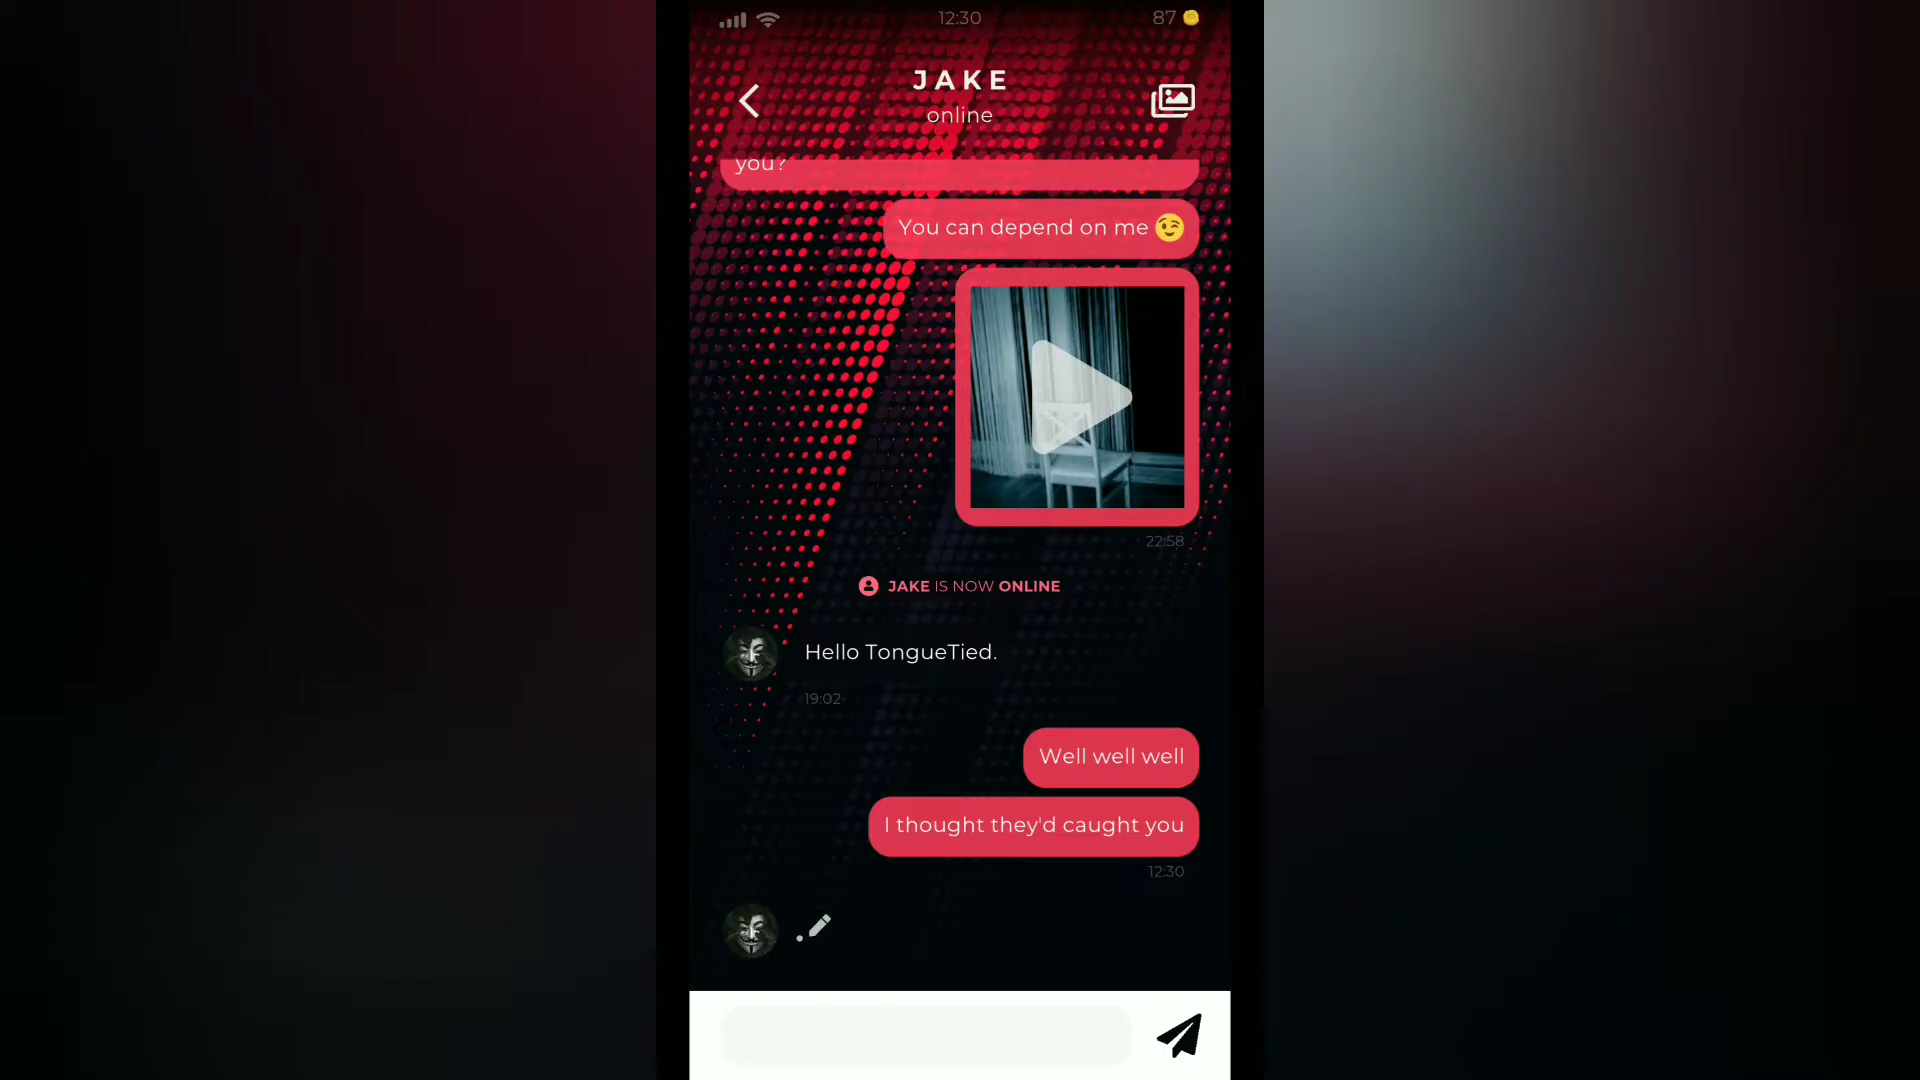 12:30
87
JAKE
online
you?
You can depend on me 😉
22:58
JAKE IS NOW ONLINE
Hello TongueTied.
19:02
Well well well
I thought they'd caught you
12:30